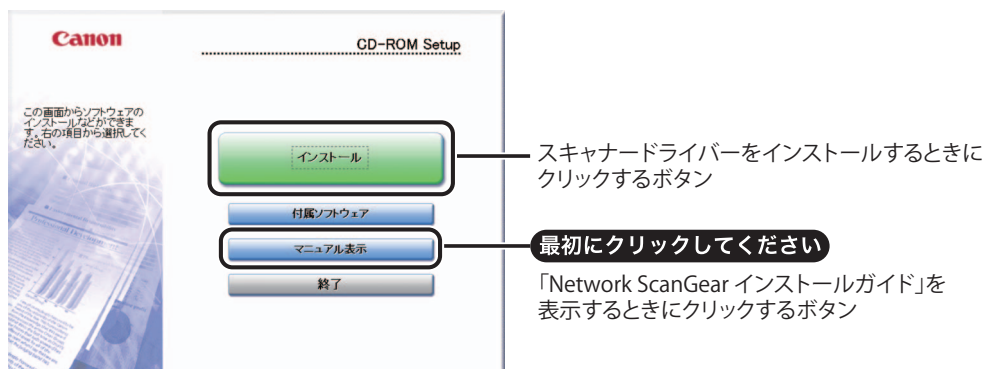 Canon
CD-ROM Setup
この画面からソフトウェアの
インストールなどができま
す。右の項目から選択してく
ださい。
インストール
スキャナードライバーをインストールするときに
クリックするボタン
付属ソフトウェア
マニュアル表示
最初にクリックしてください
終了
「Network ScanGear インストールガイド」を
表示するときにクリックするボタン